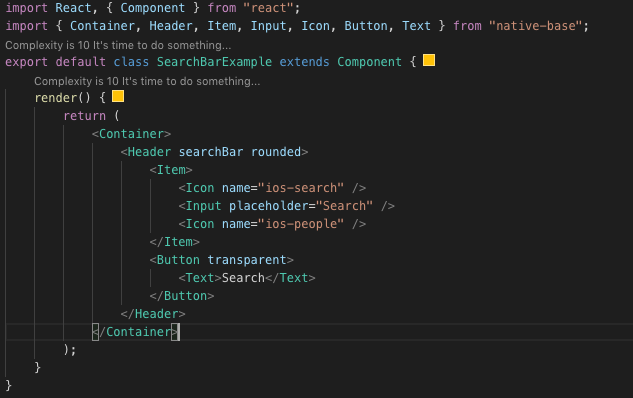 import React, { Component } from "react";
import { Container, Header, Item, Input, Icon, Button, Text } from "native-base";
Complexity is 10 It's time to do something...
export default class SearchBarExample extends Component {
Complexity is 10 It's time to do something...
render() {
return (
<Container>
<Header searchBar rounded>
<Item>
<Icon name="ios-search" />
<Input placeholder="Search" />
<Icon name="ios-people" />
</Item>
<Button transparent>
<Text>Search</Text>
</Button>
</Header>
</Container>
);
}
}